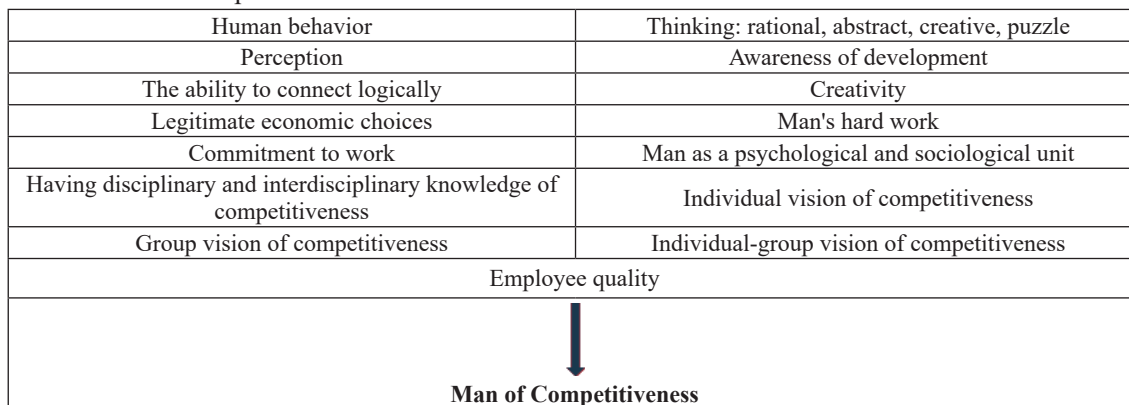 Human behavior
Thinking: rational, abstract, creative, puzzle
Perception
Awareness of development
The ability to connect logically
Creativity
Legitimate economic choices
Man's hard work
Commitment to work
Man as a psychological and sociological unit
Having disciplinary and interdisciplinary knowledge of
competitiveness
Individual vision of competitiveness
Group vision of competitiveness
Individual-group vision of competitiveness
Employee quality
Man of Competitiveness